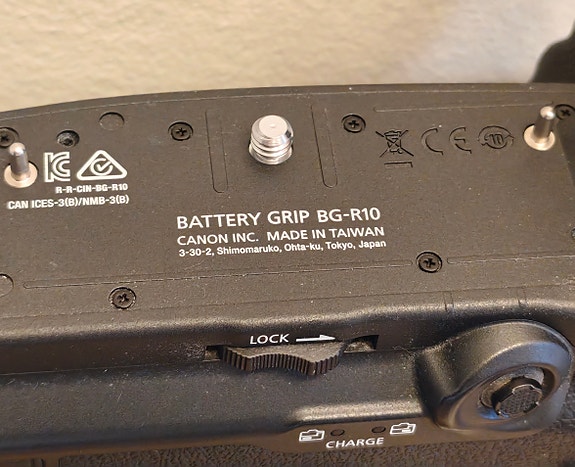 R-R-CIN-BG-R10
CAN ICES-3(B)/NMB-3(B)
BATTERY GRIP BG-R10
CANON INC. MADE IN TAIWAN
3-30-2, Shimomaruko, Ohta-ku, Tokyo, Japan
LOCK
CHARGE